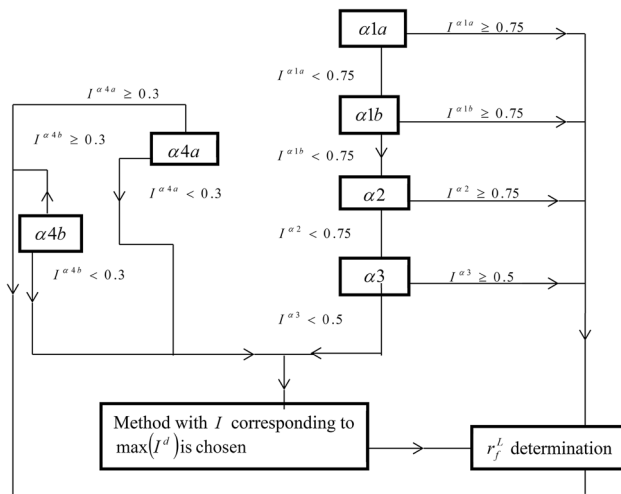 α1a
I^{α1a} ≥ 0.75
I^{α1a} < 0.75
I^{α4a} ≥ 0.3
α1b
I^{α1b} ≥ 0.75
I^{α4b} ≥ 0.3
α4a
I^{α1b} < 0.75
I^{α4a} < 0.3
α2
I^{α2} ≥ 0.75
α4b
I^{α2} < 0.75
I^{α4b} < 0.3
α3
I^{α3} ≥ 0.5
I^{α3} < 0.5
Method with I corresponding to
max(I^{d}) is chosen
r_{f}^{L} determination